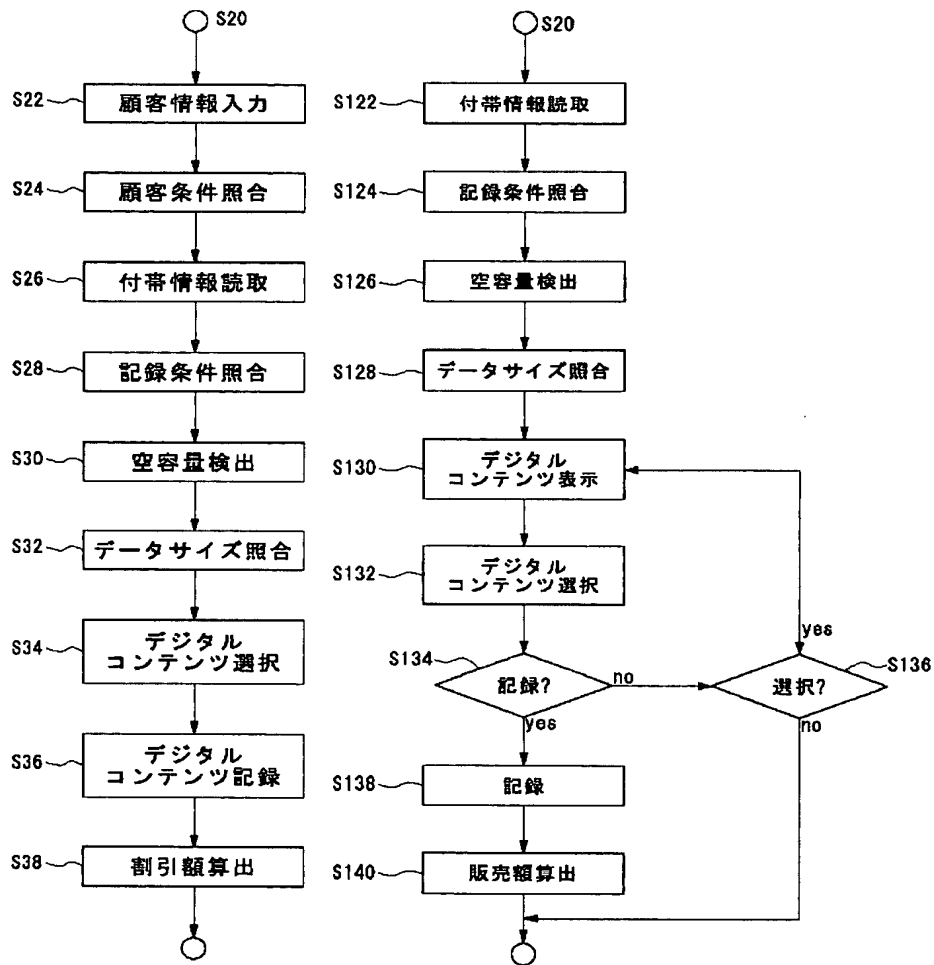 S20
S22
顧客情報入力
S24
顧客条件照合
S26
付帯情報読取
S28
記録条件照合
S30
空容量検出
S32
データサイズ照合
S34
デジタル
コンテンツ選択
S36
デジタル
コンテンツ記録
S38
割引額算出
S20
S122
付帯情報読取
S124
記録条件照合
S126
空容量検出
S128
データサイズ照合
S130
デジタル
コンテンツ表示
S132
デジタル
コンテンツ選択
S134
記録?
no
yes
S136
選択?
yes
no
S138
記録
S140
販売額算出